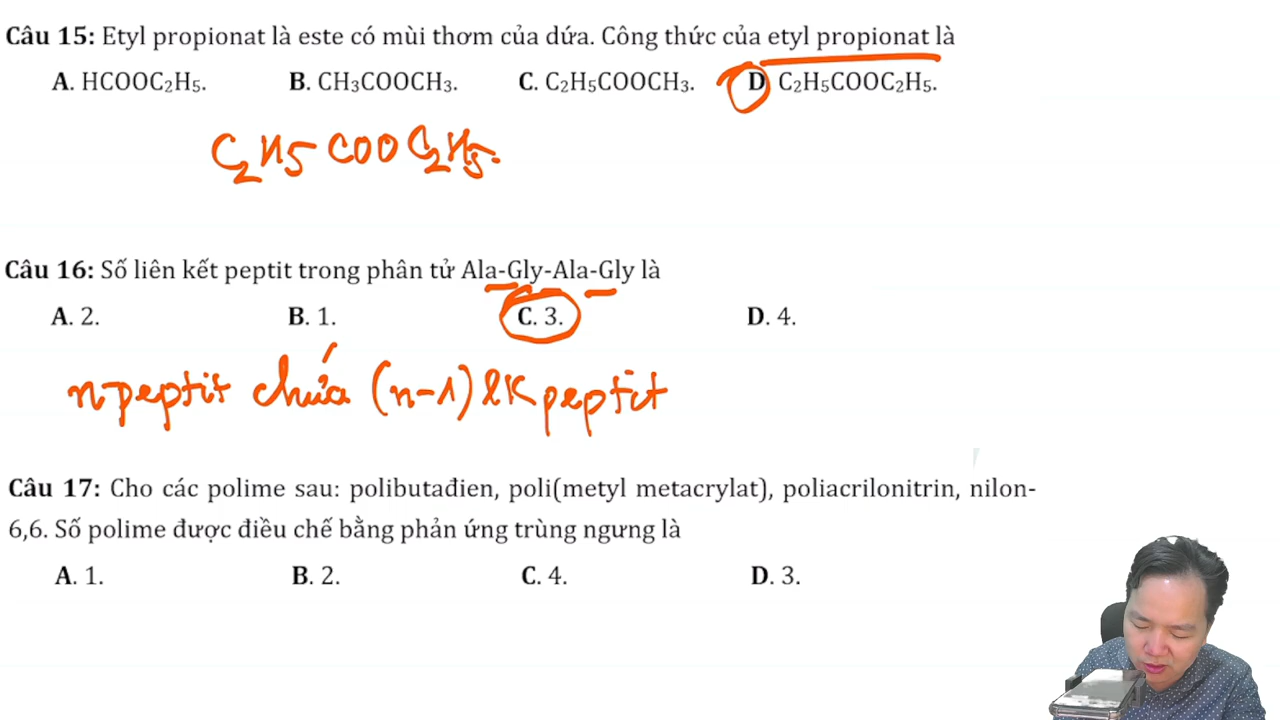 Câu 15: Etyl propionat là este có mùi thơm của dứa. Công thức của etyl propionat là
A. HCOOC₂H₅. B. CH₃COOCH₃. C. C₂H₅COOCH₃. D C₂H₅COOC₂H₅.
C₂H₅COOC₂H₅.
Câu 16: Số liên kết peptit trong phân tử Ala-Gly-Ala-Gly là
A. 2. B. 1. C. 3. D. 4.
n-peptit chứa (n-1) lk peptit
Câu 17: Cho các polime sau: polibutađien, poli(metyl metacrylat), poliacrilonitrin, nilon-
6,6. Số polime được điều chế bằng phản ứng trùng ngưng là
A. 1. B. 2. C. 4. D. 3.